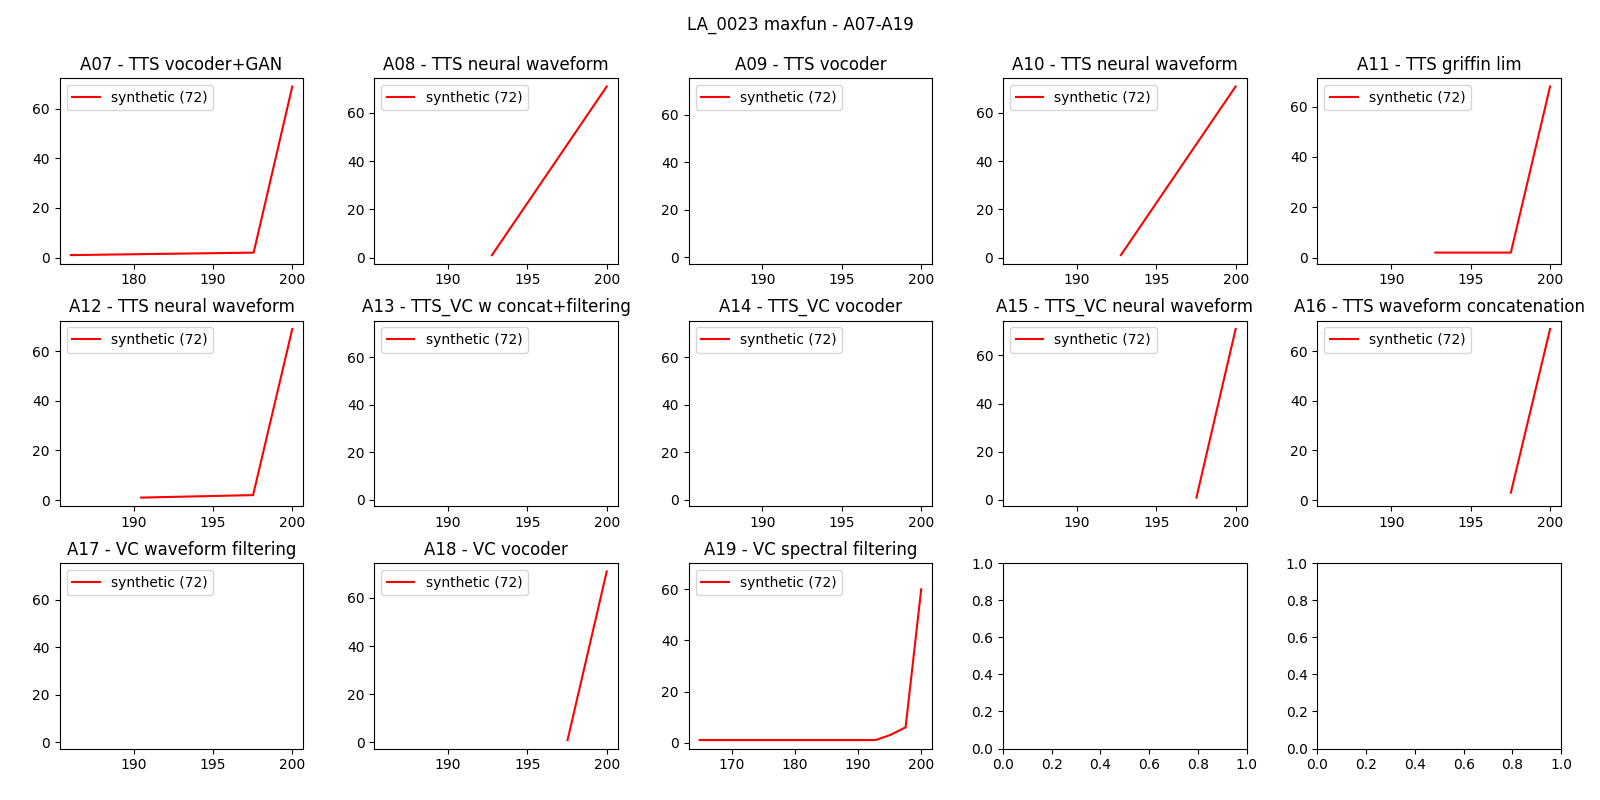 LA_0023 maxfun - A07-A19
A07 - TTS vocoder+GAN
synthetic (72)
60
40
20
0
180 190 200
A08 - TTS neural waveform
synthetic (72)
60
40
20
0
190 195 200
A09 - TTS vocoder
synthetic (72)
60
40
20
0
190 195 200
A10 - TTS neural waveform
synthetic (72)
60
40
20
0
190 195 200
A11 - TTS griffin lim
synthetic (72)
60
40
20
0
190 195 200
A12 - TTS neural waveform
synthetic (72)
60
40
20
0
190 195 200
A13 - TTS_VC w concat+filtering
synthetic (72)
60
40
20
0
190 195 200
A14 - TTS_VC vocoder
synthetic (72)
60
40
20
0
190 195 200
A15 - TTS_VC neural waveform
synthetic (72)
60
40
20
0
190 195 200
A16 - TTS waveform concatenation
synthetic (72)
60
40
20
0
190 195 200
A17 - VC waveform filtering
synthetic (72)
60
40
20
0
190 195 200
A18 - VC vocoder
synthetic (72)
60
40
20
0
190 195 200
A19 - VC spectral filtering
synthetic (72)
60
40
20
0
170 180 190 200
1.0
0.8
0.6
0.4
0.2
0.0
0.0 0.2 0.4 0.6 0.8 1.0
1.0
0.8
0.6
0.4
0.2
0.0
0.0 0.2 0.4 0.6 0.8 1.0